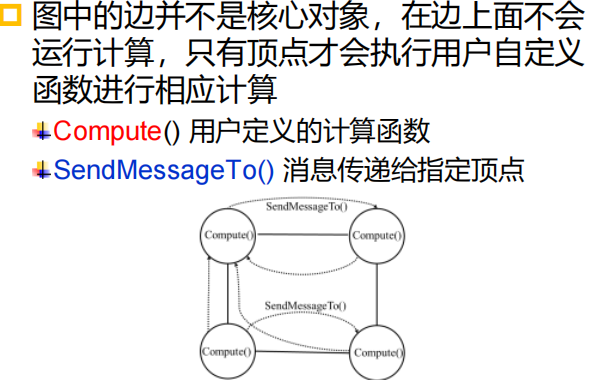 图中的边并不是核心对象，在边上面不会
运行计算，只有顶点才会执行用户自定义
函数进行相应计算
Compute() 用户定义的计算函数
SendMessageTo() 消息传递给指定顶点
SendMessageTo()
Compute()
Compute()
SendMessageTo()
Compute()
Compute()